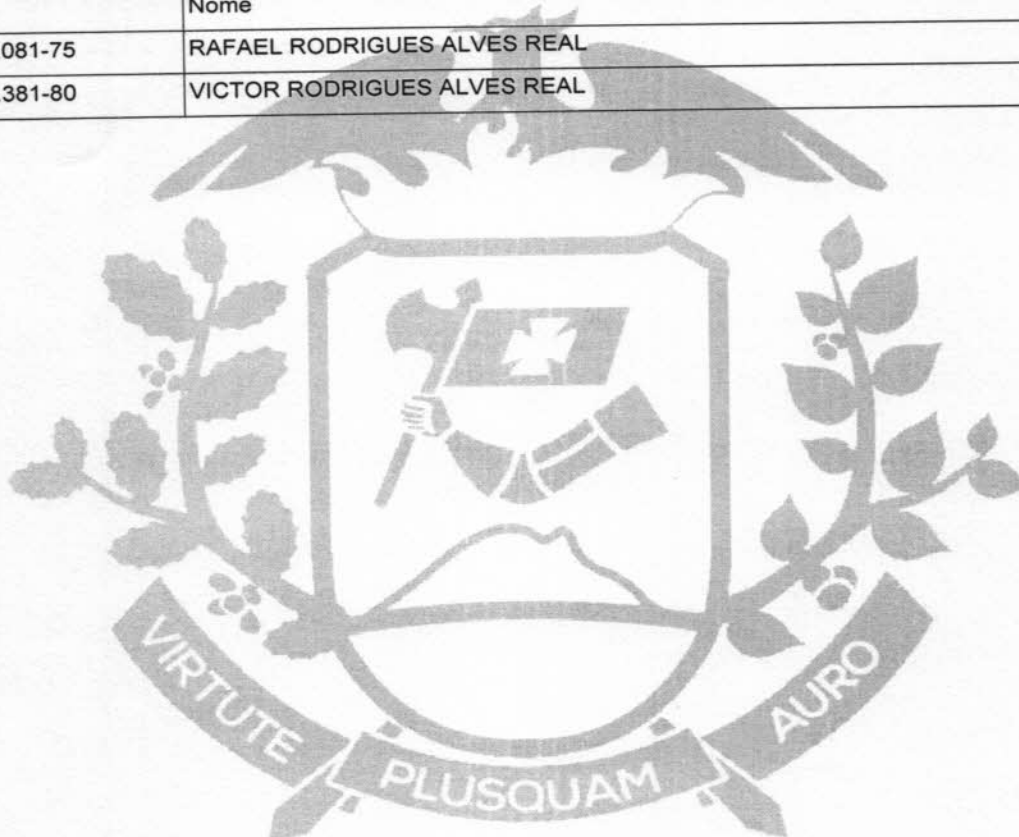 Nome
081-75 RAFAEL RODRIGUES ALVES REAL
381-80 VICTOR RODRIGUES ALVES REAL
VIRTUTE PLUSQUAM AURO